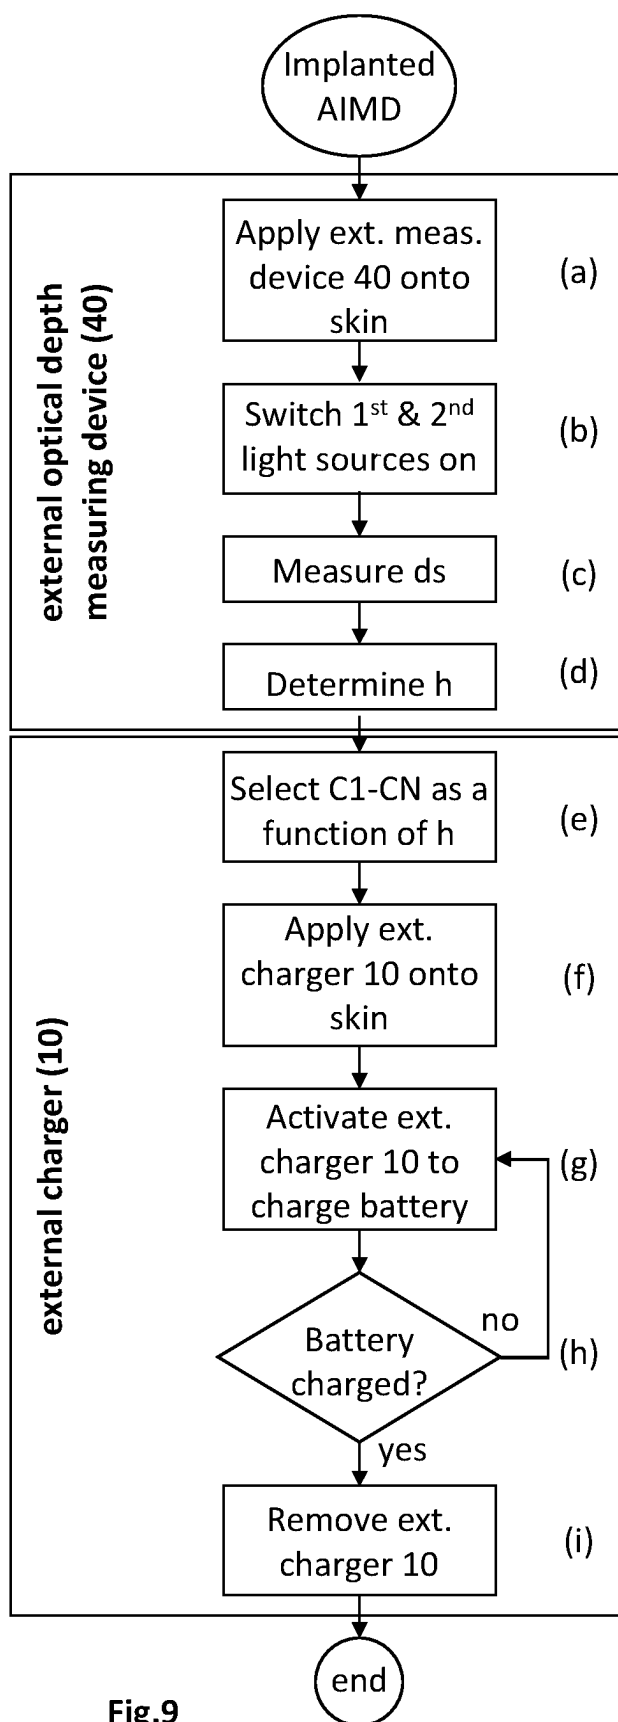 Implanted
AIMD
external optical depth
measuring device (40)
Apply ext. meas.
device 40 onto
skin
(a)
Switch 1st & 2nd
light sources on
(b)
Measure ds
(c)
Determine h
(d)
external charger (10)
Select C1-CN as a
function of h
(e)
Apply ext.
charger 10 onto
skin
(f)
Activate ext.
charger 10 to
charge battery
(g)
Battery
charged?
no
(h)
yes
Remove ext.
charger 10
(i)
end
Fig.9